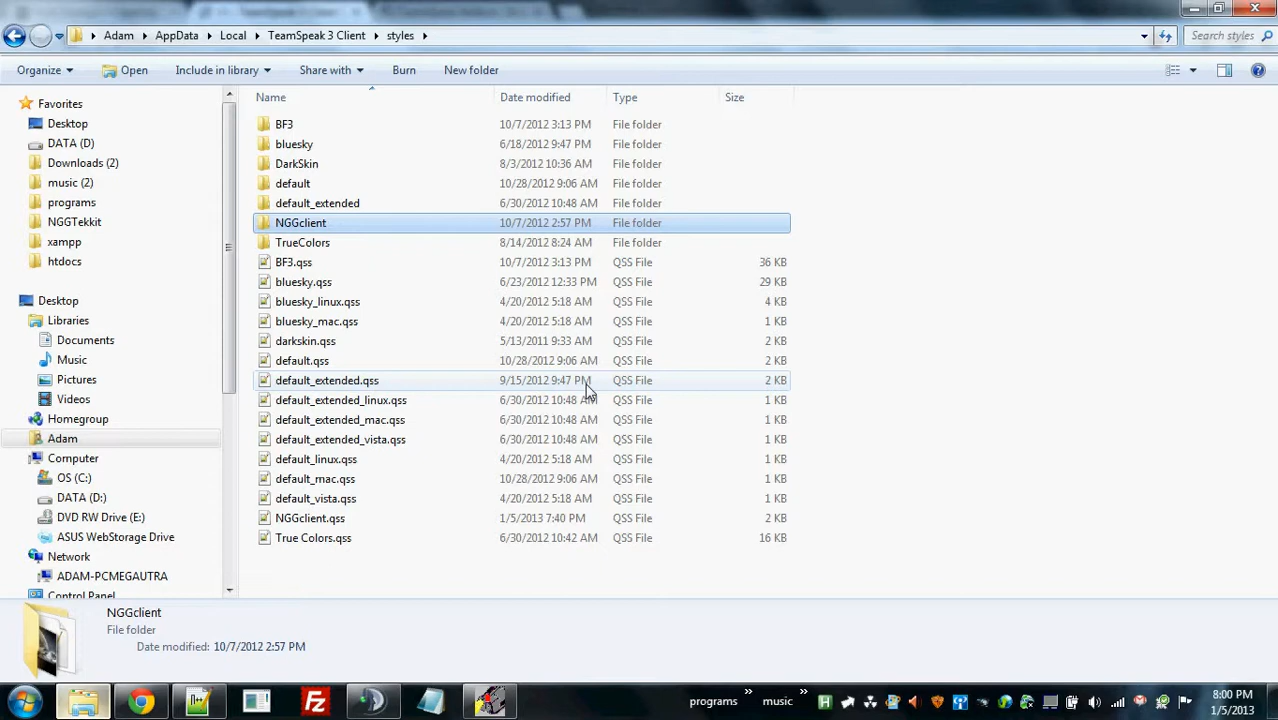 Adam ▸ AppData ▸ Local ▸ TeamSpeak 3 Client ▸ styles ▸
Search styles
Organize ▾ Open Include in library ▾ Share with ▾ Burn New folder
Favorites
Desktop
DATA (D)
Downloads (2)
music (2)
programs
NGGTekkit
xampp
htdocs
Desktop
Libraries
Documents
Music
Pictures
Videos
Homegroup
Adam
Computer
OS (C:)
DATA (D:)
DVD RW Drive (E:)
ASUS WebStorage Drive
Network
ADAM-PCMEGAUTRA
Control Panel
Name Date modified Type Size
BF3 10/7/2012 3:13 PM File folder
bluesky 6/18/2012 9:47 PM File folder
DarkSkin 8/3/2012 10:36 AM File folder
default 10/28/2012 9:06 AM File folder
default_extended 6/30/2012 10:48 AM File folder
NGGclient 10/7/2012 2:57 PM File folder
TrueColors 8/14/2012 8:24 AM File folder
BF3.qss 10/7/2012 3:13 PM QSS File 36 KB
bluesky.qss 6/23/2012 12:33 PM QSS File 29 KB
bluesky_linux.qss 4/20/2012 5:18 AM QSS File 4 KB
bluesky_mac.qss 4/20/2012 5:18 AM QSS File 1 KB
darkskin.qss 5/13/2011 9:33 AM QSS File 2 KB
default.qss 10/28/2012 9:06 AM QSS File 2 KB
default_extended.qss 9/15/2012 9:47 PM QSS File 2 KB
default_extended_linux.qss 6/30/2012 10:48 AM QSS File 1 KB
default_extended_mac.qss 6/30/2012 10:48 AM QSS File 1 KB
default_extended_vista.qss 6/30/2012 10:48 AM QSS File 1 KB
default_linux.qss 4/20/2012 5:18 AM QSS File 1 KB
default_mac.qss 10/28/2012 9:06 AM QSS File 1 KB
default_vista.qss 4/20/2012 5:18 AM QSS File 1 KB
NGGclient.qss 1/5/2013 7:40 PM QSS File 2 KB
True Colors.qss 6/30/2012 10:42 AM QSS File 16 KB
NGGclient
File folder
Date modified: 10/7/2012 2:57 PM
programs » music »
8:00 PM
1/5/2013